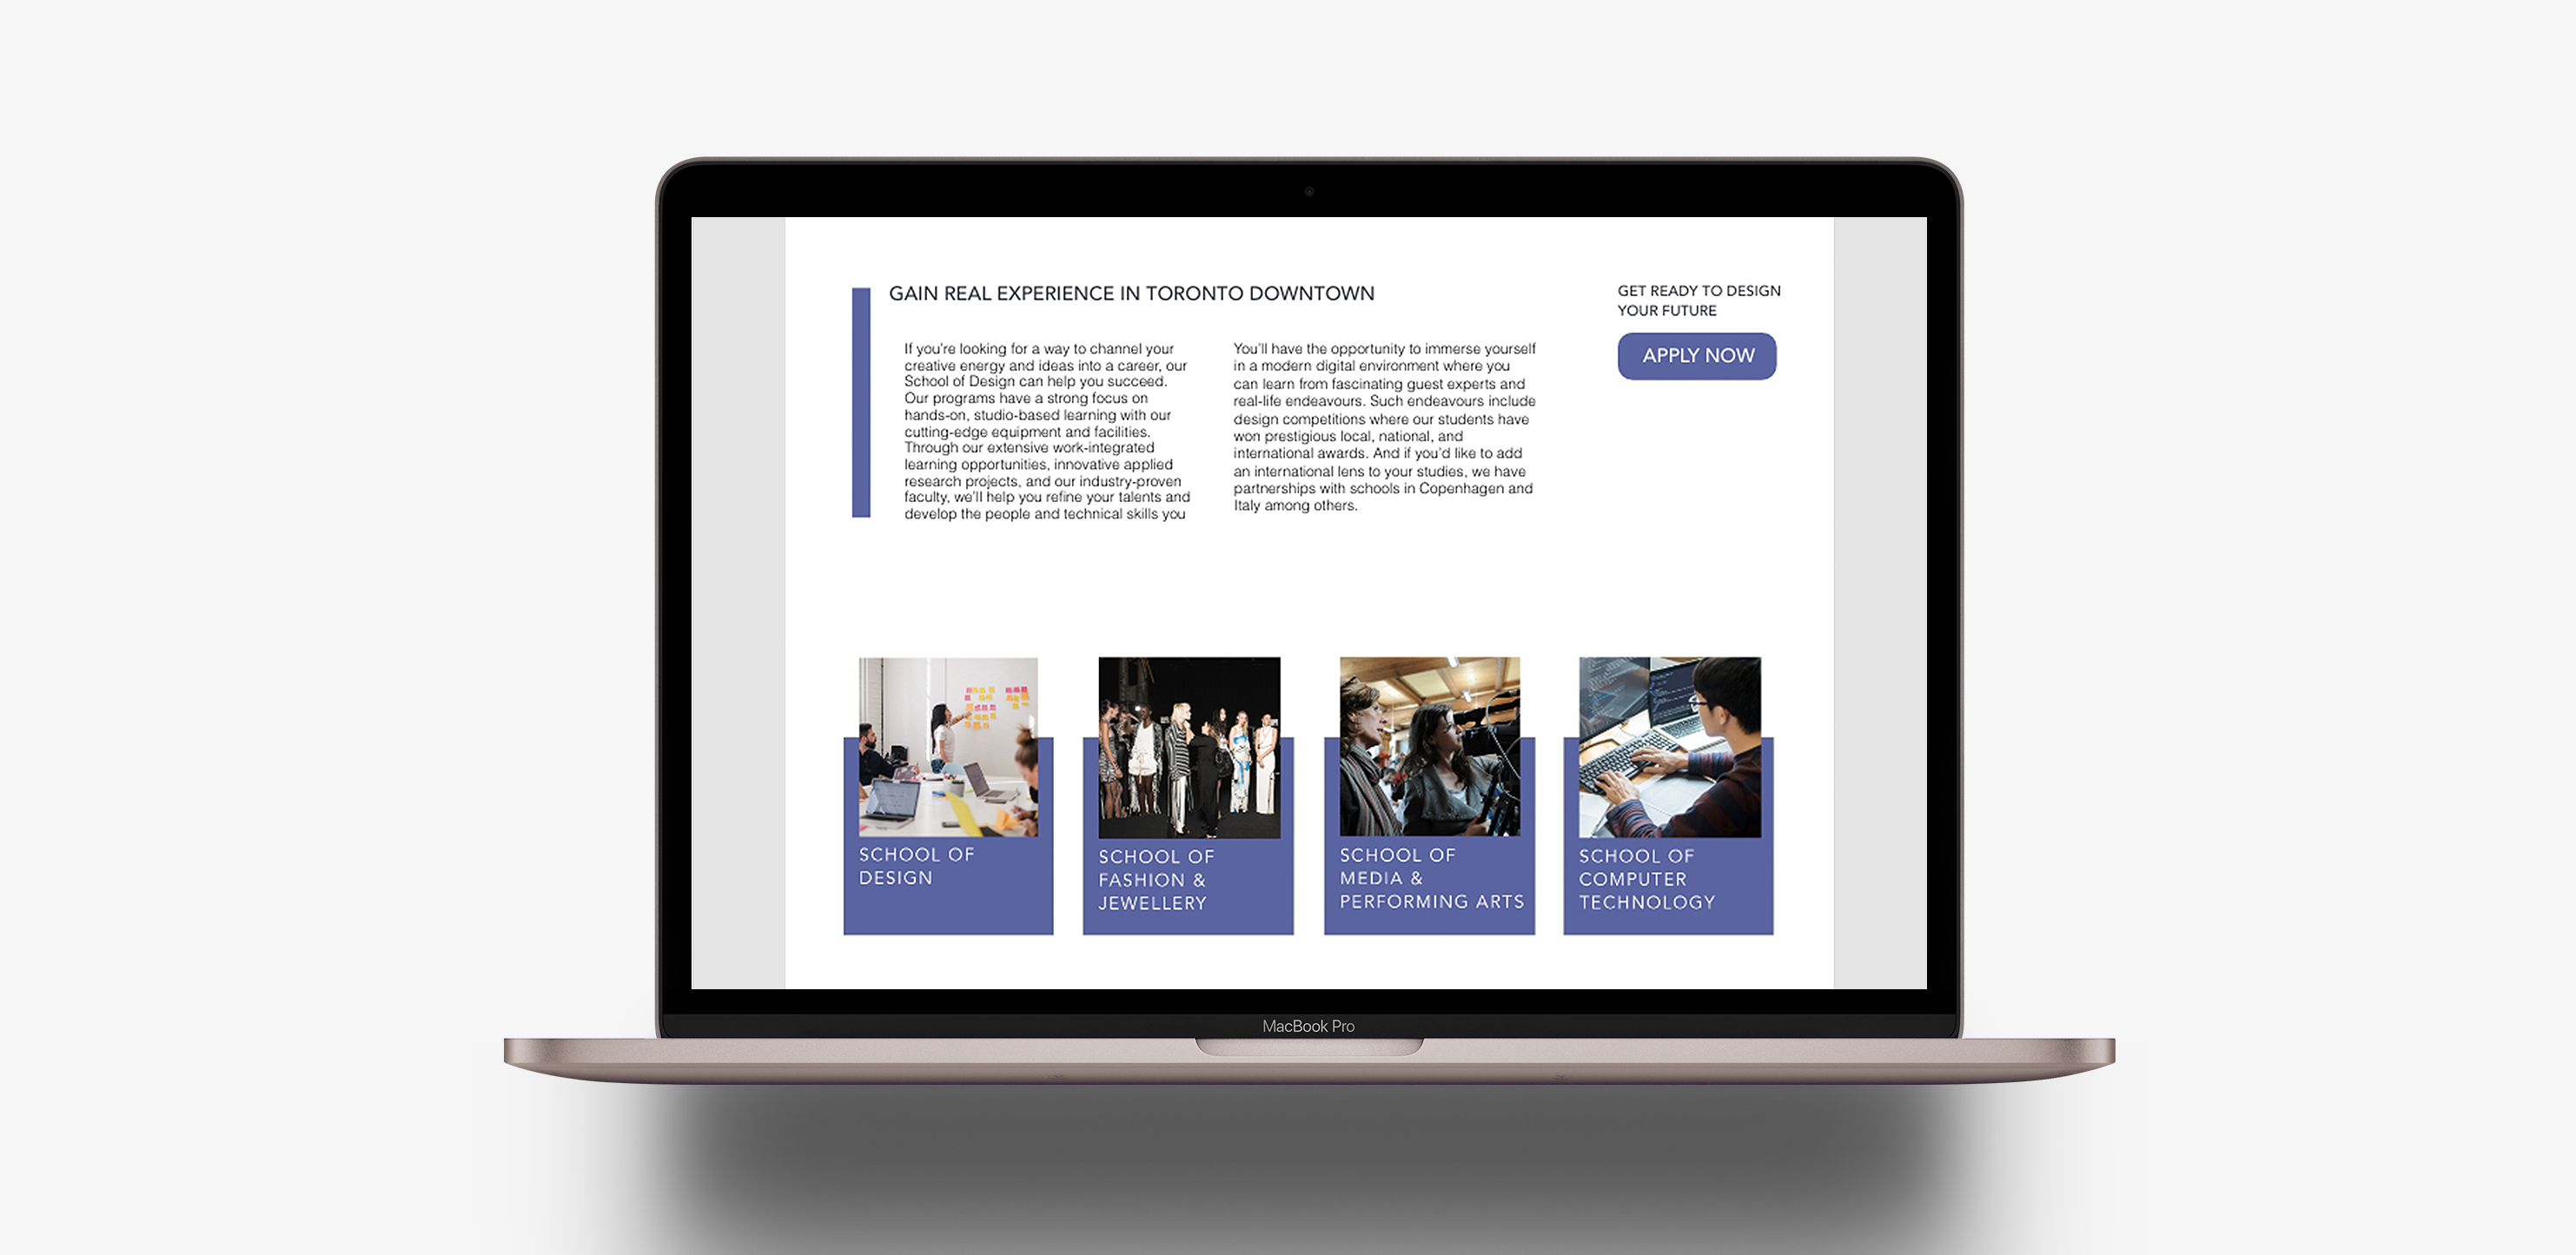 GAIN REAL EXPERIENCE IN TORONTO DOWNTOWN
If you're looking for a way to channel your
creative energy and ideas into a career, our
School of Design can help you succeed.
Our programs have a strong focus on
hands-on, studio-based learning with our
cutting-edge equipment and facilities.
Through our extensive work-integrated
learning opportunities, innovative applied
research projects, and our industry-proven
faculty, we'll help you refine your talents and
develop the people and technical skills you
You'll have the opportunity to immerse yourself
in a modern digital environment where you
can learn from fascinating guest experts and
real-life endeavours. Such endeavours include
design competitions where our students have
won prestigious local, national, and
international awards. And if you'd like to add
an international lens to your studies, we have
partnerships with schools in Copenhagen and
Italy among others.
GET READY TO DESIGN
YOUR FUTURE
APPLY NOW
SCHOOL OF
DESIGN
SCHOOL OF
FASHION &
JEWELLERY
SCHOOL OF
MEDIA &
PERFORMING ARTS
SCHOOL OF
COMPUTER
TECHNOLOGY
MacBook Pro